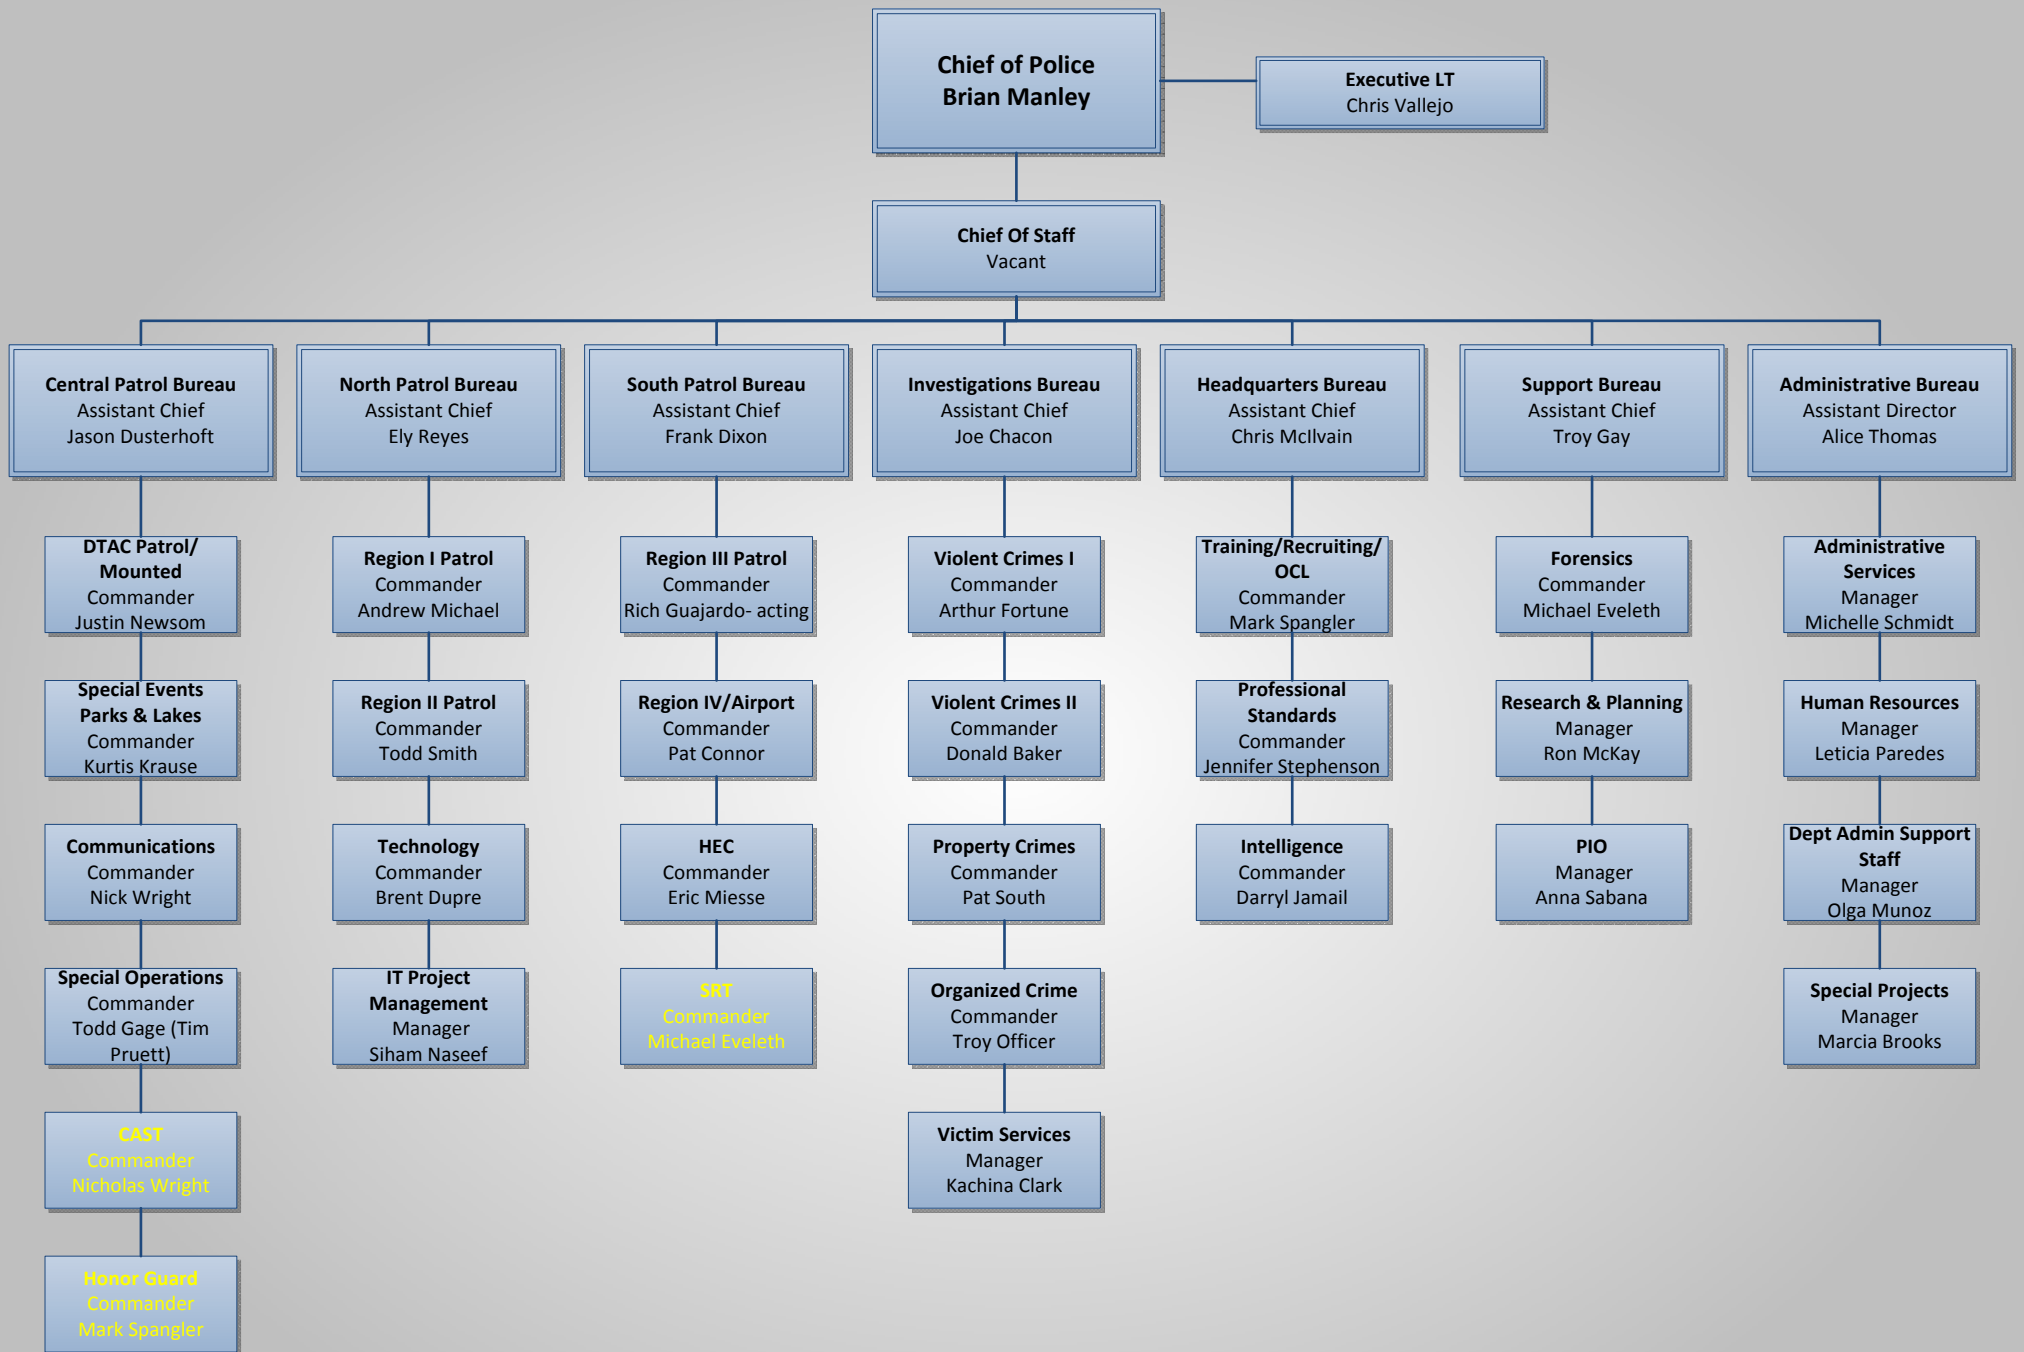 Chief of Police
Brian Manley
Executive LT
Chris Vallejo
Chief Of Staff
Vacant
Central Patrol Bureau
Assistant Chief
Jason Dusterhoft
North Patrol Bureau
Assistant Chief
Ely Reyes
South Patrol Bureau
Assistant Chief
Frank Dixon
Investigations Bureau
Assistant Chief
Joe Chacon
Headquarters Bureau
Assistant Chief
Chris McIlvain
Support Bureau
Assistant Chief
Troy Gay
Administrative Bureau
Assistant Director
Alice Thomas
DTAC Patrol/
Mounted
Commander
Justin Newsom
Region I Patrol
Commander
Andrew Michael
Region III Patrol
Commander
Rich Guajardo- acting
Violent Crimes I
Commander
Arthur Fortune
Training/Recruiting/
OCL
Commander
Mark Spangler
Forensics
Commander
Michael Eveleth
Administrative
Services
Manager
Michelle Schmidt
Special Events
Parks & Lakes
Commander
Kurtis Krause
Region II Patrol
Commander
Todd Smith
Region IV/Airport
Commander
Pat Connor
Violent Crimes II
Commander
Donald Baker
Professional
Standards
Commander
Jennifer Stephenson
Research & Planning
Manager
Ron McKay
Human Resources
Manager
Leticia Paredes
Communications
Commander
Nick Wright
Technology
Commander
Brent Dupre
HEC
Commander
Eric Miesse
Property Crimes
Commander
Pat South
Intelligence
Commander
Darryl Jamail
PIO
Manager
Anna Sabana
Dept Admin Support
Staff
Manager
Olga Munoz
Special Operations
Commander
Todd Gage (Tim
Pruett)
IT Project
Management
Manager
Siham Naseef
SRT
Commander
Michael Eveleth
Organized Crime
Commander
Troy Officer
Special Projects
Manager
Marcia Brooks
CAST
Commander
Nicholas Wright
Victim Services
Manager
Kachina Clark
Honor Guard
Commander
Mark Spangler